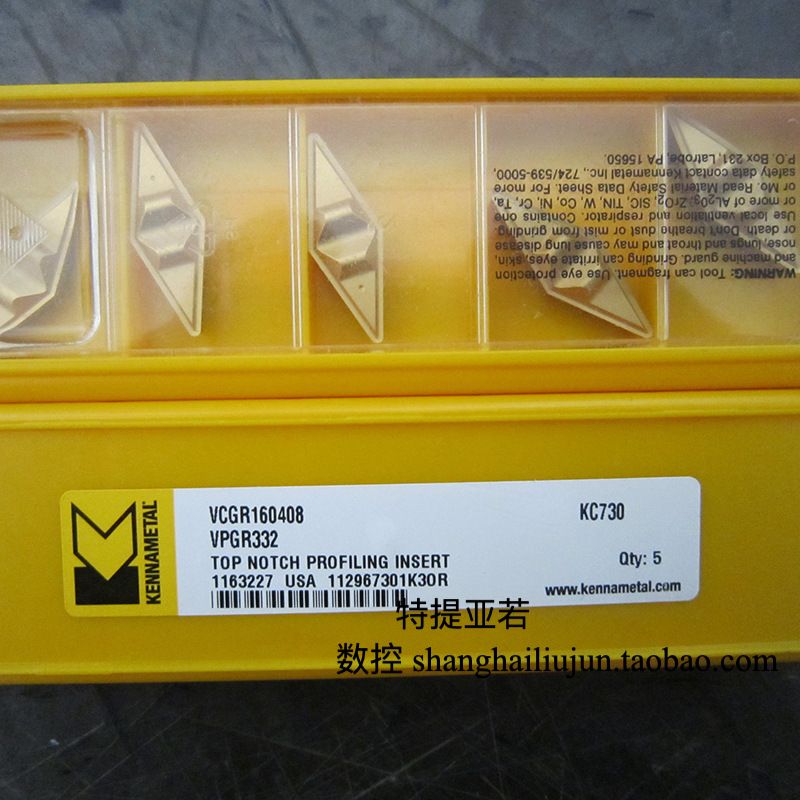 WARNING: Tool can fragment. Use eye protection
and machine guard. Grinding can irritate eyes, skin,
nose, lungs and throat and may cause lung disease
or death. Don't breathe dust or mist from grinding.
Use local ventilation and respirator. Contains one
or more of AL₂O₃, ZrO₂, SiC, TiN, W, Co, Ni, Cr, Ta,
or Mo. Read Material Safety Data Sheet. For more
safety data contact Kennametal Inc., 724/539-5000,
P.O. Box 231, Latrobe, PA 15650.
KENNAMETAL
VCGR160408 KC730
VPGR332
TOP NOTCH PROFILING INSERT Qty: 5
1163227 USA 112967301K30R
www.kennametal.com
特提亚若
数控 shanghailiujun.taobao.com